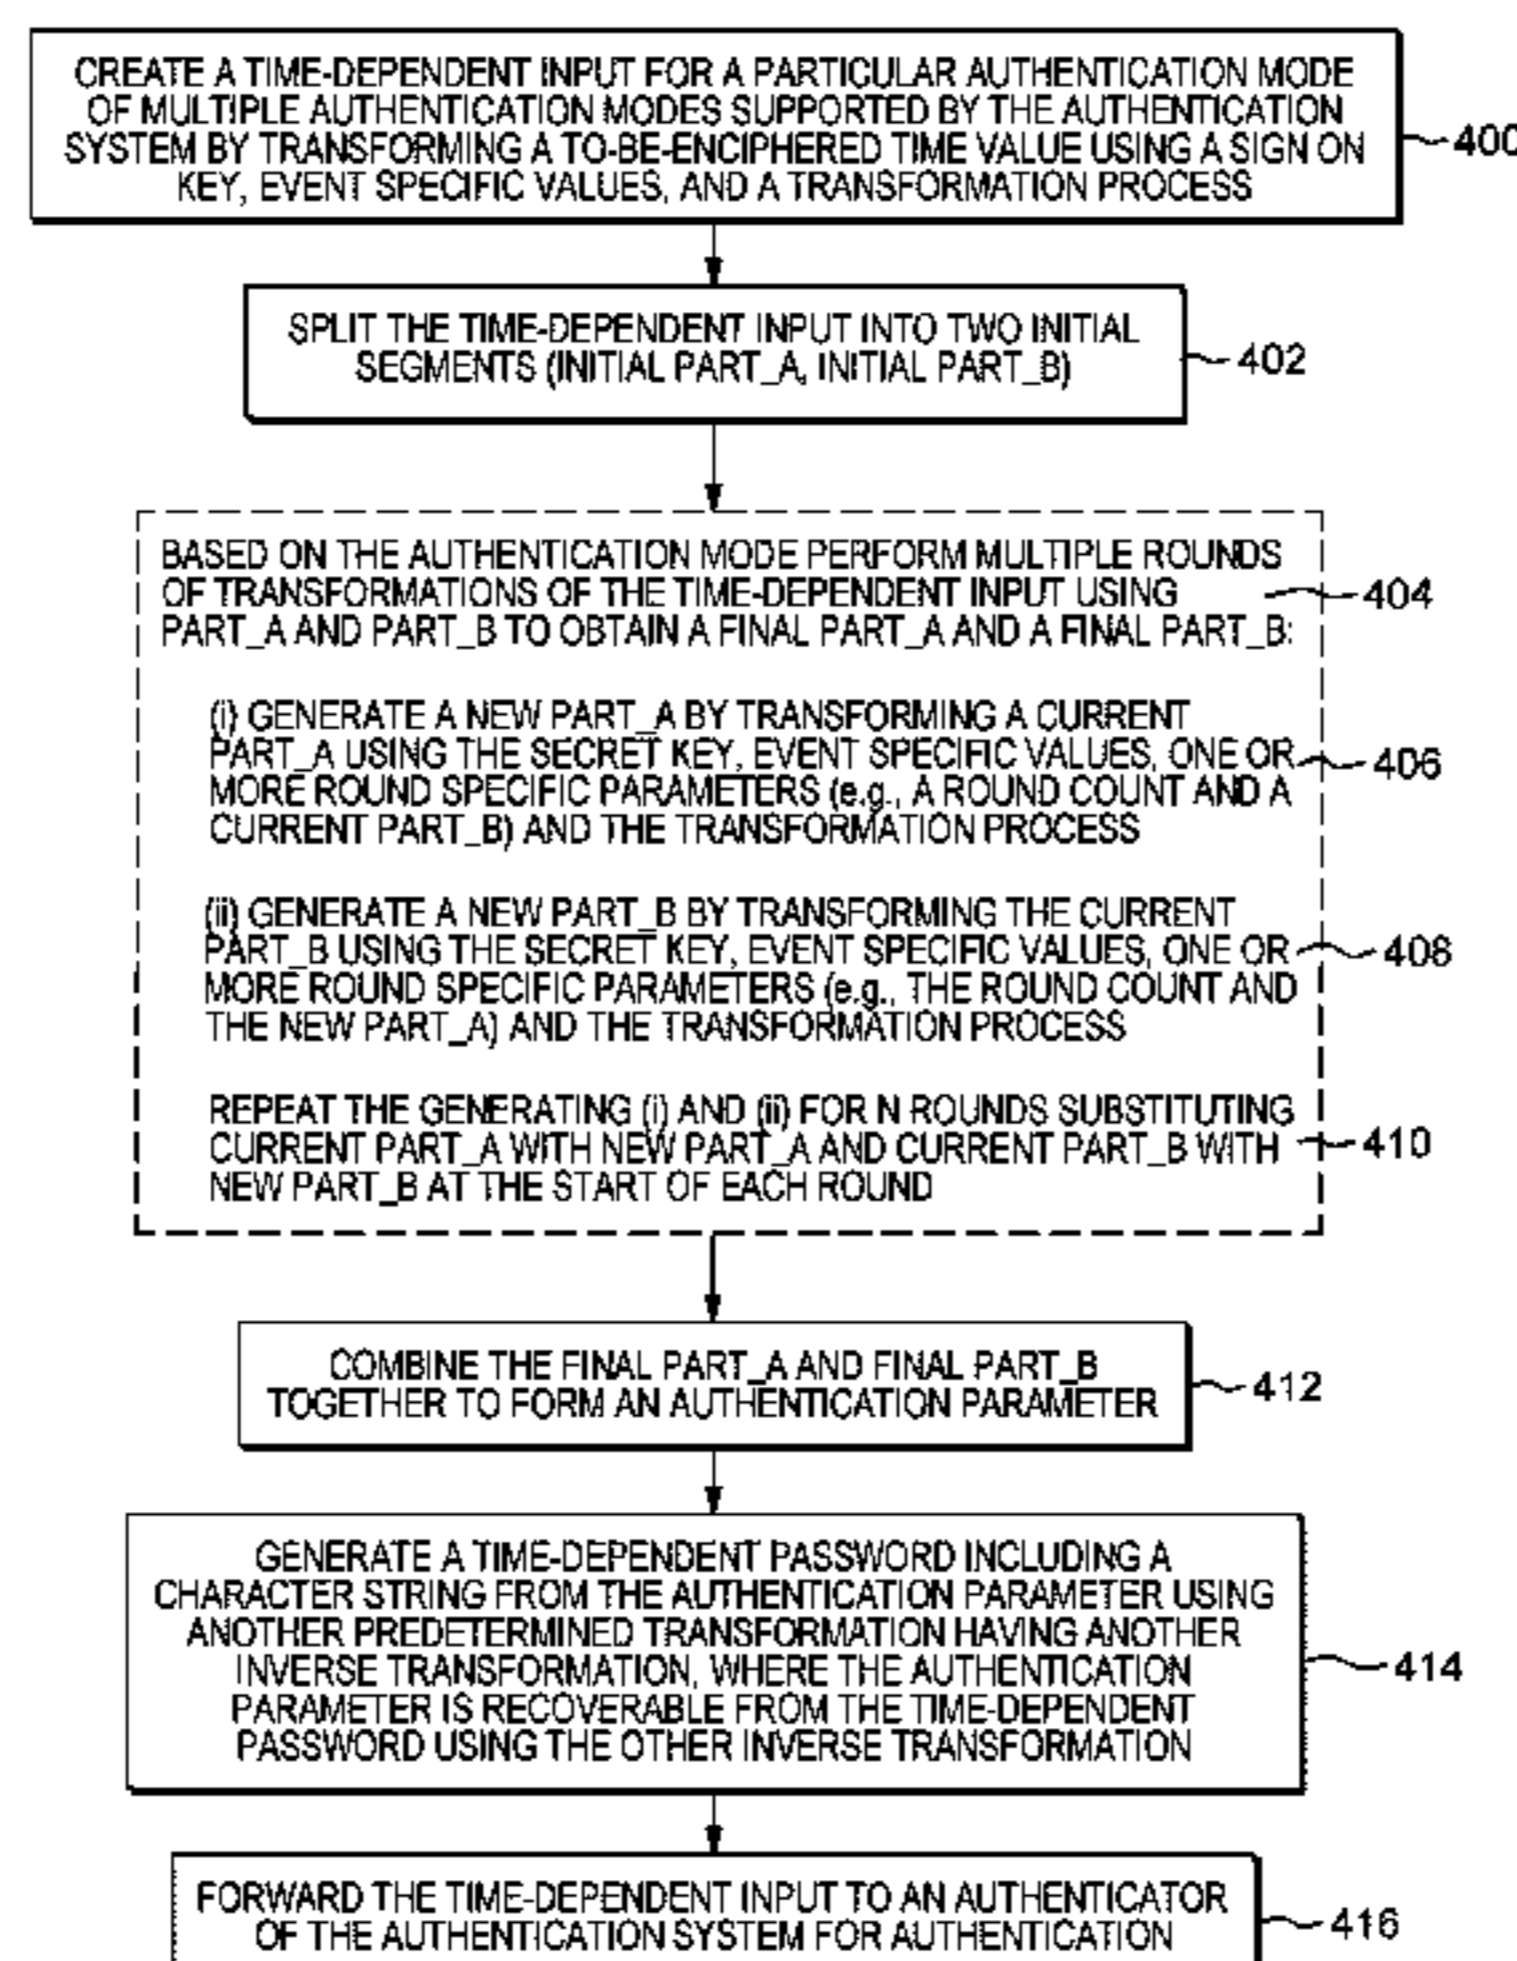 CREATE A TIME-DEPENDENT INPUT FOR A PARTICULAR AUTHENTICATION MODE
OF MULTIPLE AUTHENTICATION MODES SUPPORTED BY THE AUTHENTICATION
SYSTEM BY TRANSFORMING A TO-BE-ENCIPHERED TIME VALUE USING A SIGN ON
KEY, EVENT SPECIFIC VALUES, AND A TRANSFORMATION PROCESS
400
SPLIT THE TIME-DEPENDENT INPUT INTO TWO INITIAL
SEGMENTS (INITIAL PART_A, INITIAL PART_B)
402
BASED ON THE AUTHENTICATION MODE PERFORM MULTIPLE ROUNDS
OF TRANSFORMATIONS OF THE TIME-DEPENDENT INPUT USING
PART_A AND PART_B TO OBTAIN A FINAL PART_A AND A FINAL PART_B:
404
(i) GENERATE A NEW PART_A BY TRANSFORMING A CURRENT
PART_A USING THE SECRET KEY, EVENT SPECIFIC VALUES, ONE OR
MORE ROUND SPECIFIC PARAMETERS (e.g., A ROUND COUNT AND A
CURRENT PART_B) AND THE TRANSFORMATION PROCESS
406
(ii) GENERATE A NEW PART_B BY TRANSFORMING THE CURRENT
PART_B USING THE SECRET KEY, EVENT SPECIFIC VALUES, ONE OR
MORE ROUND SPECIFIC PARAMETERS (e.g., THE ROUND COUNT AND
THE NEW PART_A) AND THE TRANSFORMATION PROCESS
408
REPEAT THE GENERATING (i) AND (ii) FOR N ROUNDS SUBSTITUTING
CURRENT PART_A WITH NEW PART_A AND CURRENT PART_B WITH
NEW PART_B AT THE START OF EACH ROUND
410
COMBINE THE FINAL PART_A AND FINAL PART_B
TOGETHER TO FORM AN AUTHENTICATION PARAMETER
412
GENERATE A TIME-DEPENDENT PASSWORD INCLUDING A
CHARACTER STRING FROM THE AUTHENTICATION PARAMETER USING
ANOTHER PREDETERMINED TRANSFORMATION HAVING ANOTHER
INVERSE TRANSFORMATION, WHERE THE AUTHENTICATION
PARAMETER IS RECOVERABLE FROM THE TIME-DEPENDENT
PASSWORD USING THE OTHER INVERSE TRANSFORMATION
414
FORWARD THE TIME-DEPENDENT INPUT TO AN AUTHENTICATOR
OF THE AUTHENTICATION SYSTEM FOR AUTHENTICATION
416